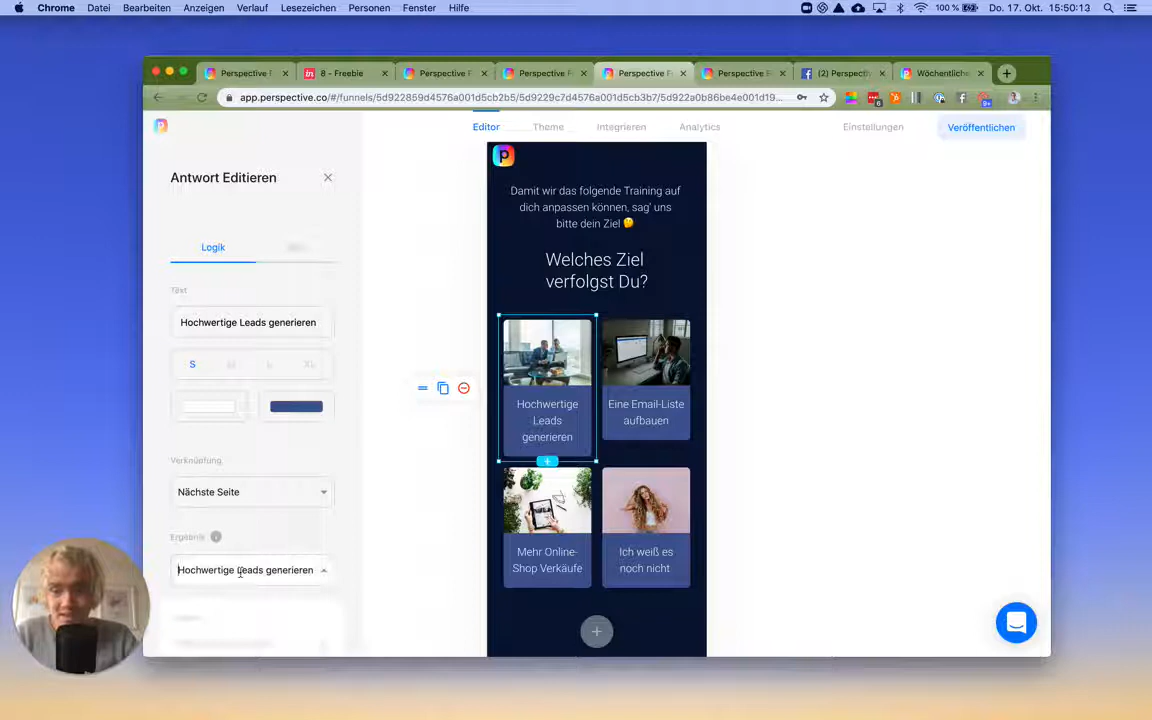 Chrome Datei Bearbeiten Anzeigen Verlauf Lesezeichen Personen Fenster Hilfe
100 % Do. 17. Okt. 15:50:13
Perspective F
8 - Freebie
Perspective F
Perspective F
Perspective F
Perspective
(2) Perspectiv
Wöchentliche
app.perspective.co/#/funnels/5d922859d4576a001d5cb2b5/5d9229c7d4576a001d5cb3b7/5d922a0b86be4e001d19...
6
9+
Editor Theme Integrieren Analytics Einstellungen Veröffentlichen
Antwort Editieren
Logik
Text
Hochwertige Leads generieren
S M L XL
Verknüpfung
Nächste Seite
Ergebnis
Hochwertige Leads generieren
p
Damit wir das folgende Training auf
dich anpassen können, sag' uns
bitte dein Ziel 🤔
Welches Ziel
verfolgst Du?
Hochwertige
Leads
generieren
Eine Email-Liste
aufbauen
Mehr Online-
Shop Verkäufe
Ich weiß es
noch nicht